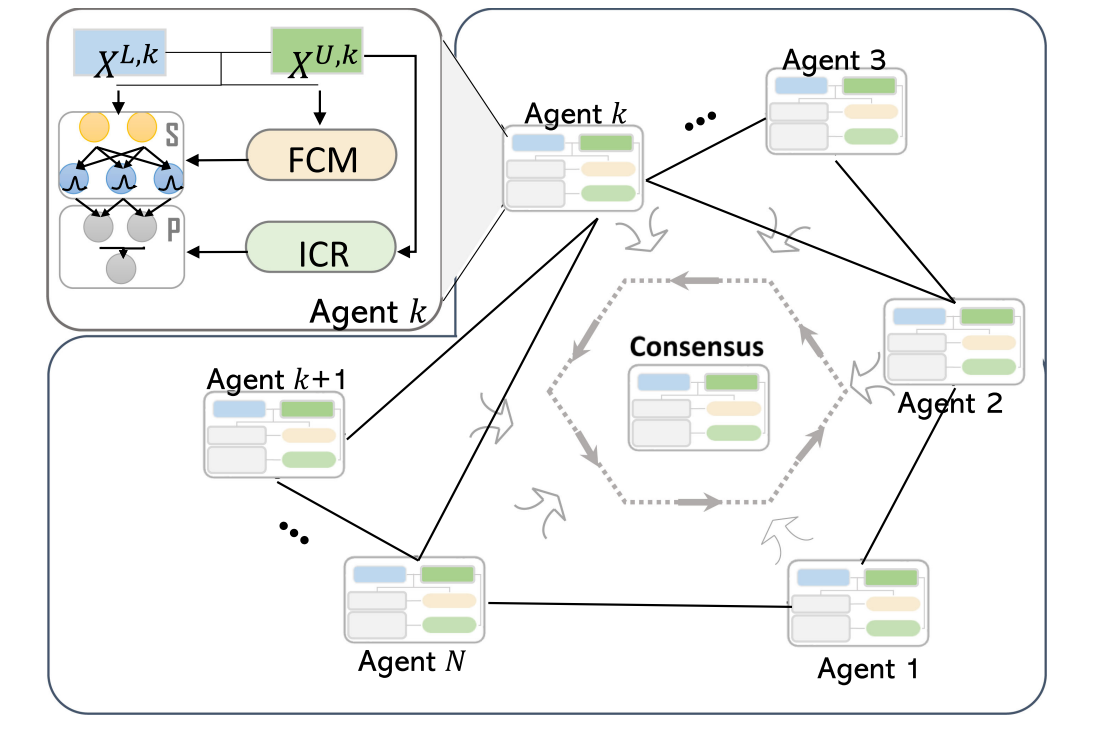 X^{L,k}
X^{U,k}
S
FCM
P
ICR
Agent k
Agent k
Agent 3
Consensus
Agent 2
Agent k+1
Agent N
Agent 1